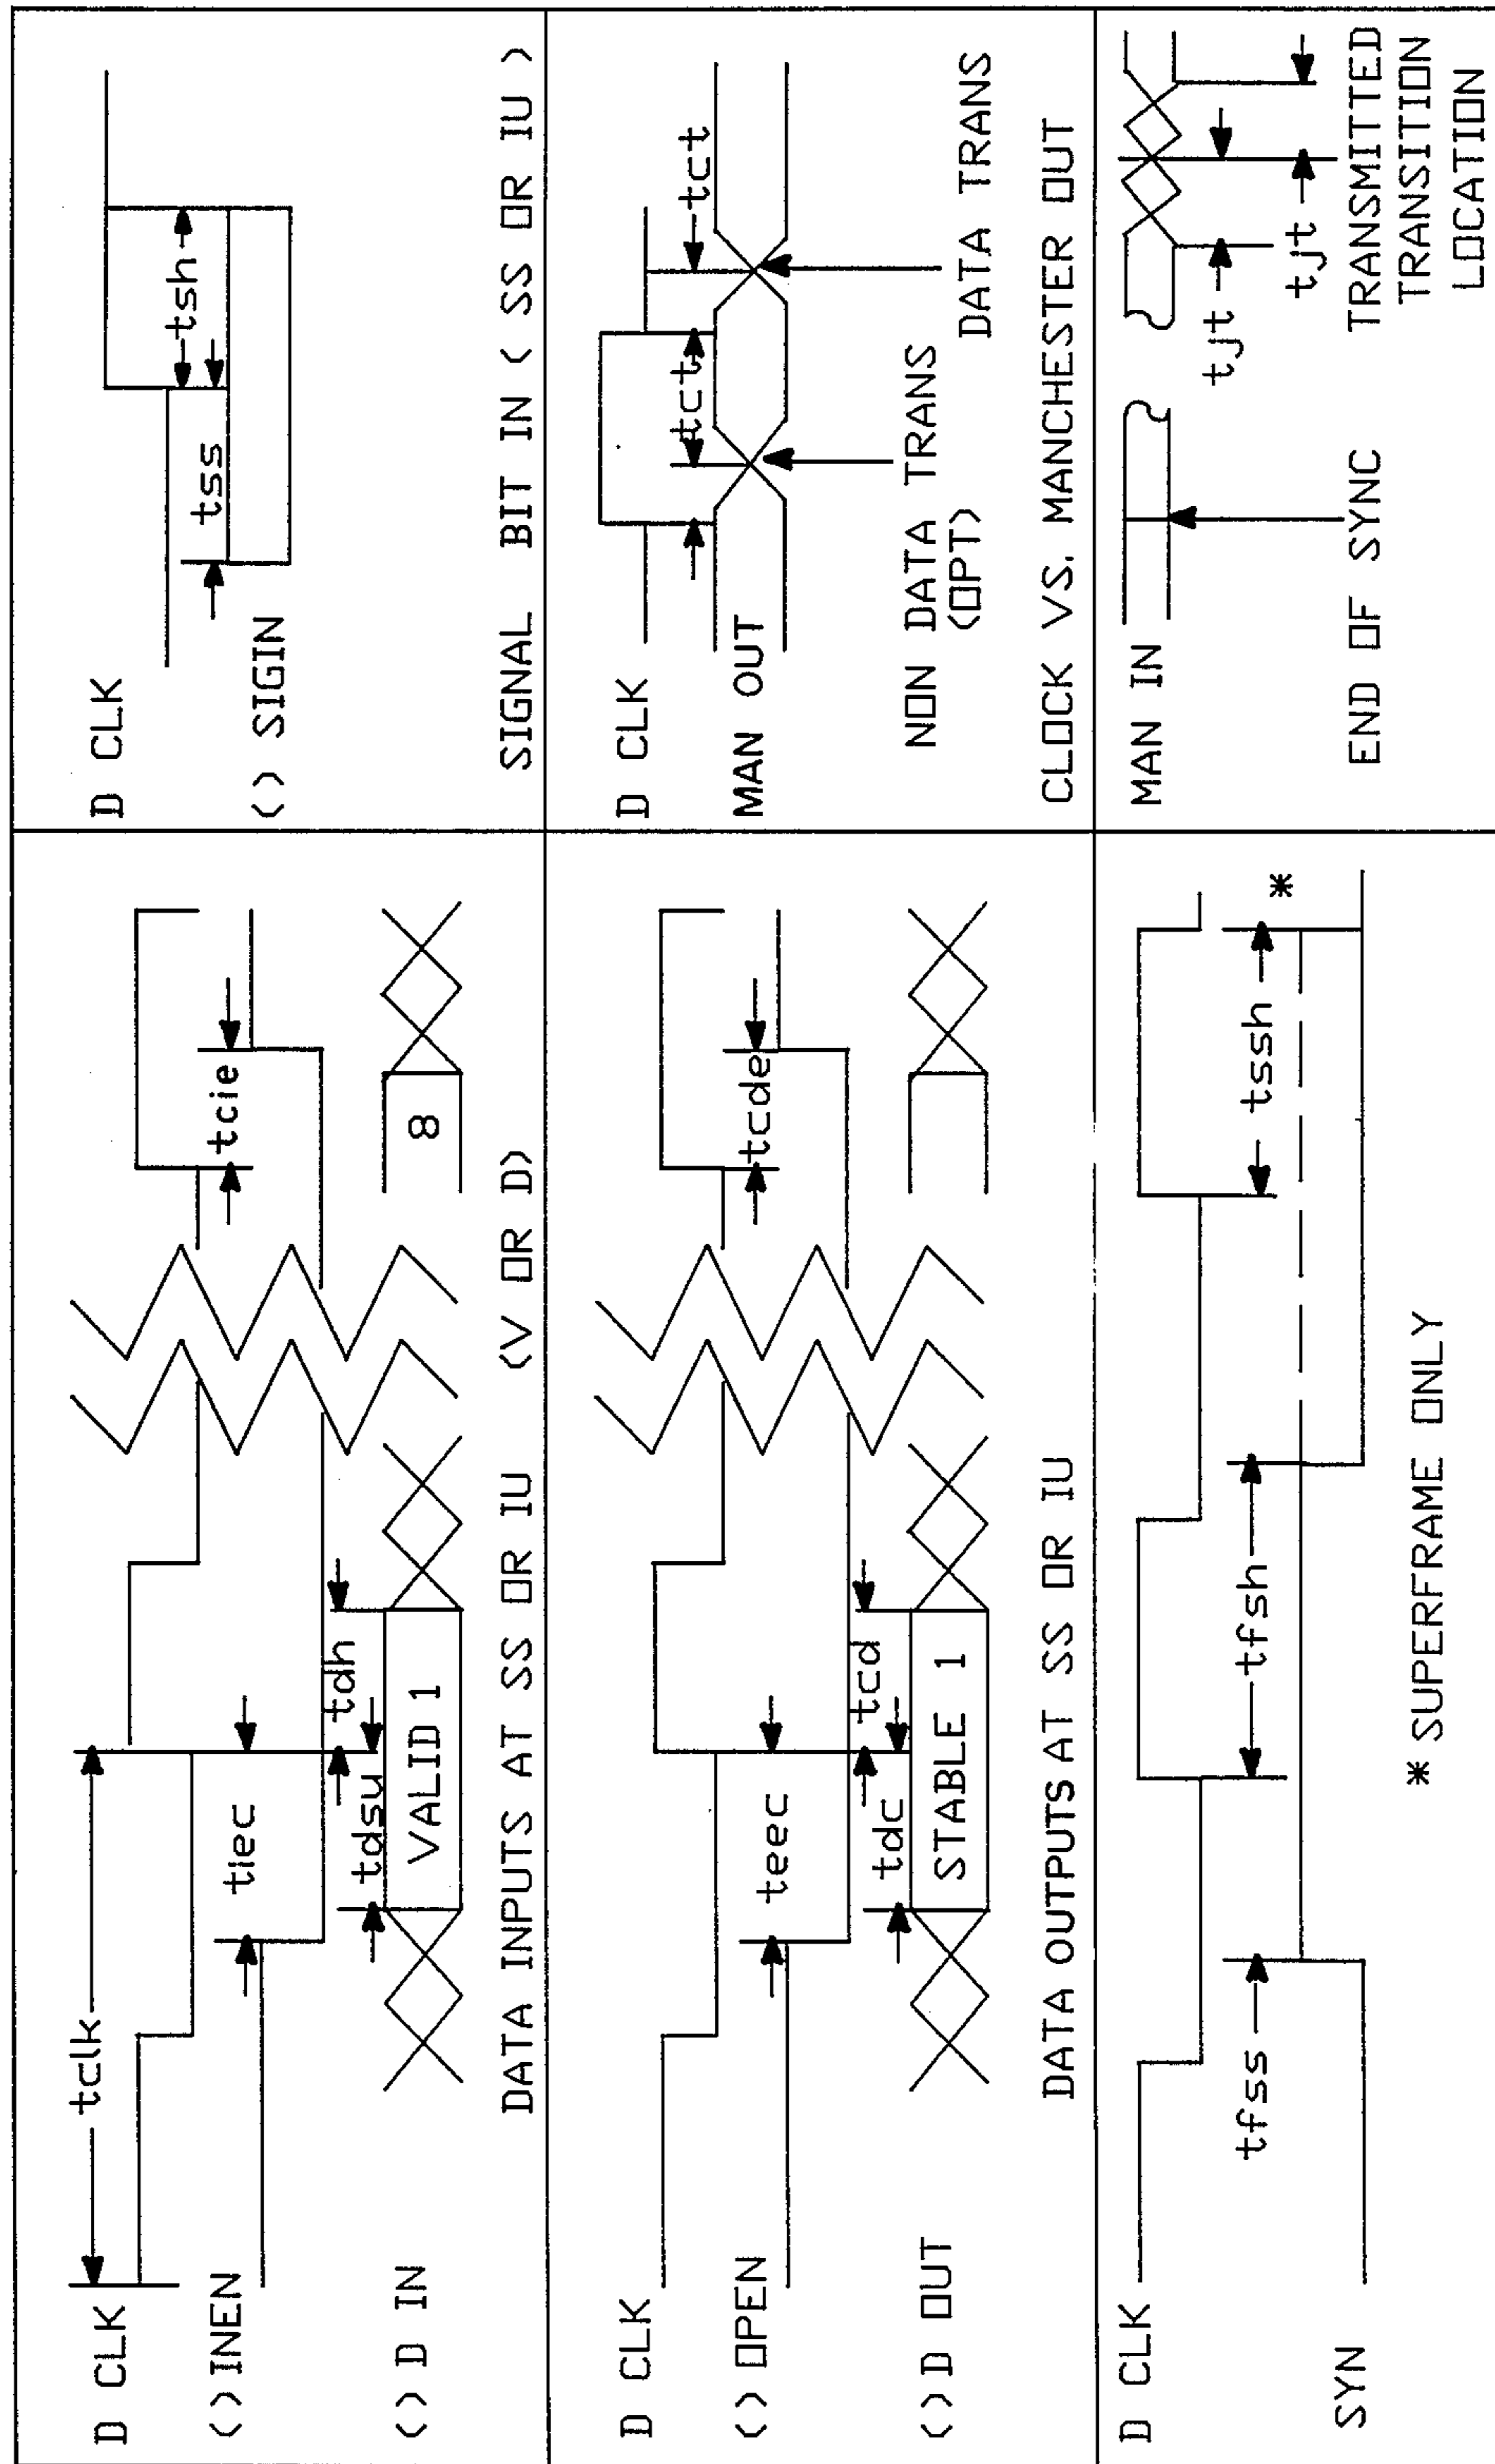 D CLK
tclk
( ) INEN
tiec
tcie
( ) D IN
tdsu
tdh
VALID 1
8
DATA INPUTS AT SS OR IU (V OR D)
D CLK
tss
tsh
( ) SIGIN
SIGNAL BIT IN ( SS OR IU )
D CLK
( ) OPEN
teec
tcde
( ) D OUT
tdc
tcd
STABLE 1
DATA OUTPUTS AT SS OR IU
D CLK
MAN OUT
tct
tct
NON DATA TRANS
(OPT)
DATA TRANS
CLOCK VS. MANCHESTER OUT
D CLK
tfss
tfsh
tssh
*
SYN
* SUPERFRAME ONLY
MAN IN
tjt
tjt
END OF SYNC
TRANSMITTED
TRANSITION
LOCATION